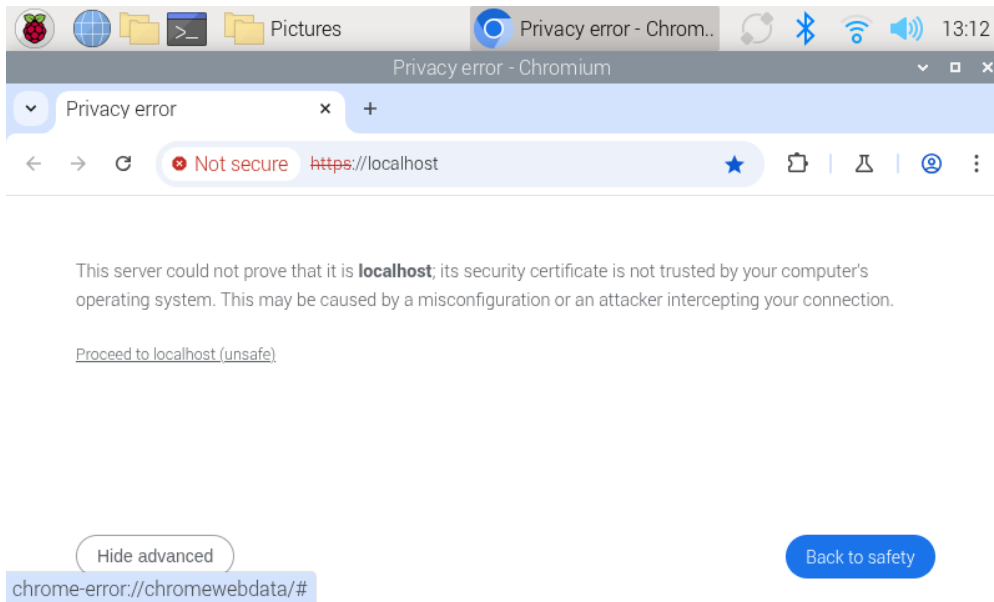 Pictures
Privacy error - Chrom..
13:12
Privacy error - Chromium
Privacy error
Not secure
https://localhost
This server could not prove that it is localhost; its security certificate is not trusted by your computer's
operating system. This may be caused by a misconfiguration or an attacker intercepting your connection.
Proceed to localhost (unsafe)
Hide advanced
Back to safety
chrome-error://chromewebdata/#